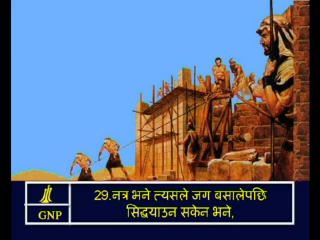 29.नत्र भने त्यसले जग बसालेपछि
सिद्धयाउन सकेन भने,
GNP